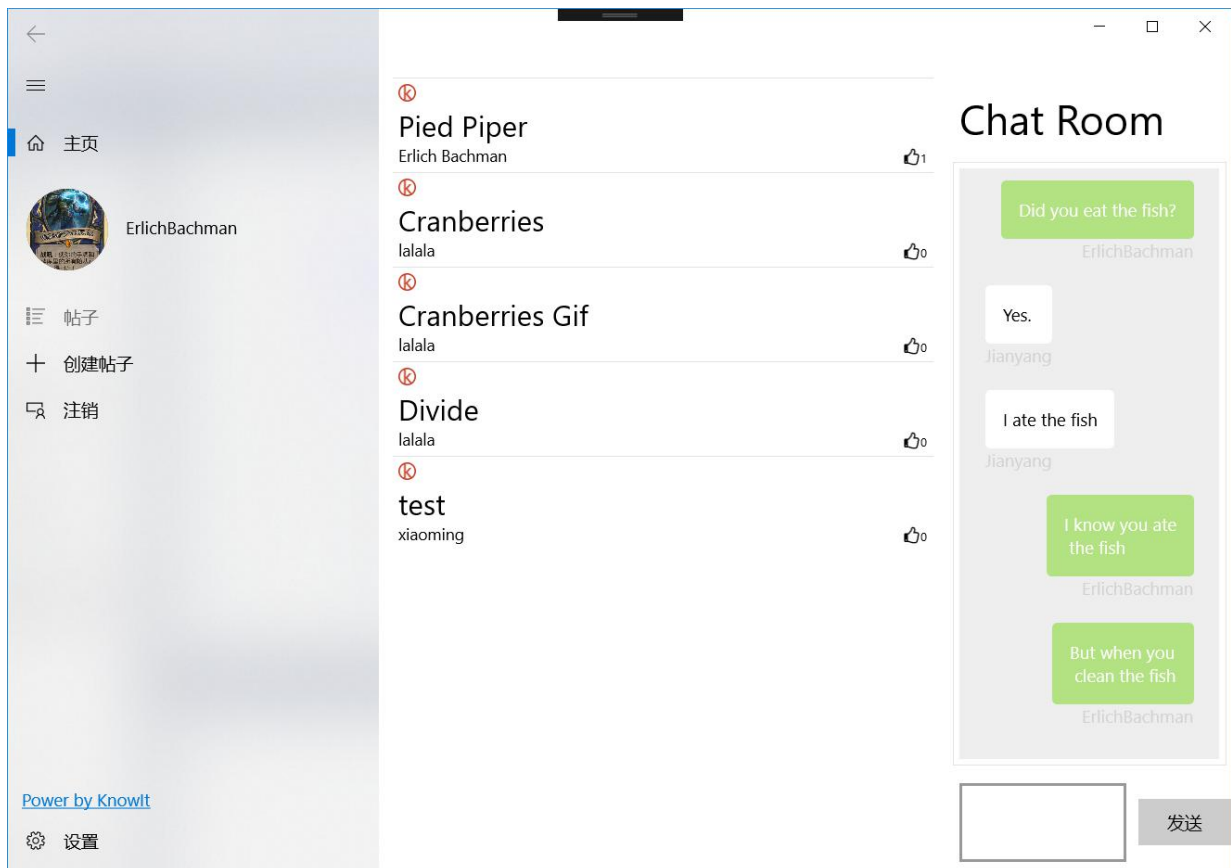 主页
ErlichBachman
帖子
创建帖子
注销
Power by KnowIt
设置
Pied Piper
Erlich Bachman
1
Cranberries
lalala
0
Cranberries Gif
lalala
0
Divide
lalala
0
test
xiaoming
0
Chat Room
Did you eat the fish?
ErlichBachman
Yes.
Jianyang
I ate the fish
Jianyang
I know you ate
the fish
ErlichBachman
But when you
clean the fish
ErlichBachman
发送